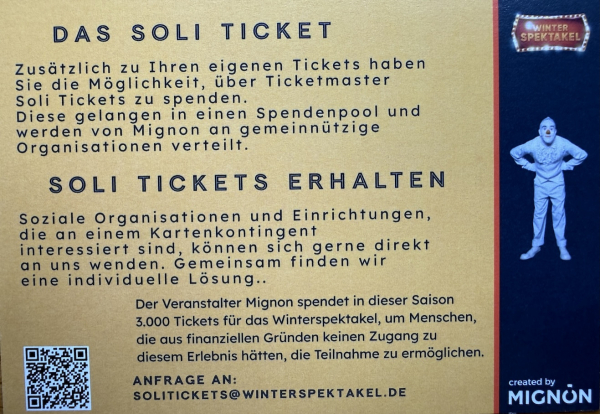 DAS SOLI TICKET
Zusätzlich zu Ihren eigenen Tickets haben
Sie die Möglichkeit, über Ticketmaster
Soli Tickets zu spenden.
Diese gelangen in einen Spendenpool und
werden von Mignon an gemeinnützige
Organisationen verteilt.
SOLI TICKETS ERHALTEN
Soziale Organisationen und Einrichtungen,
die an einem Kartenkontingent
interessiert sind, können sich gerne direkt
an uns wenden. Gemeinsam finden wir
eine individuelle Lösung..
Der Veranstalter Mignon spendet in dieser Saison
3.000 Tickets für das Winterspektakel, um Menschen,
die aus finanziellen Gründen keinen Zugang zu
diesem Erlebnis hätten, die Teilnahme zu ermöglichen.
ANFRAGE AN:
SOLITICKETS@WINTERSPEKTAKEL.DE
WINTER
SPEKTAKEL
created by
MIGNON